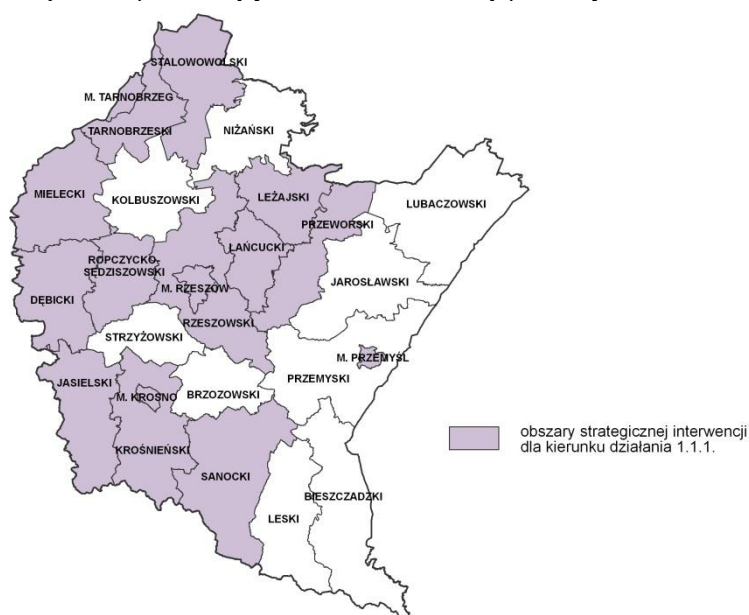 STALOWOWOLSKI
M. TARNOBRZEG
TARNOBRZESKI
NIŻAŃSKI
MIELECKI
KOLBUSZOWSKI
LEŻAJSKI
LUBACZOWSKI
PRZEWORSKI
ROPCZYCKO-
SĘDZISZOWSKI
ŁAŃCUCKI
JAROSŁAWSKI
DĘBICKI
M. RZESZÓW
RZESZOWSKI
STRZYŻOWSKI
M. PRZEMYŚL
PRZEMYSKI
JASIELSKI
M. KROSNO
BRZOZOWSKI
KROŚNIEŃSKI
SANOCKI
BIESZCZADZKI
LESKI
obszary strategicznej interwencji
dla kierunku działania 1.1.1.